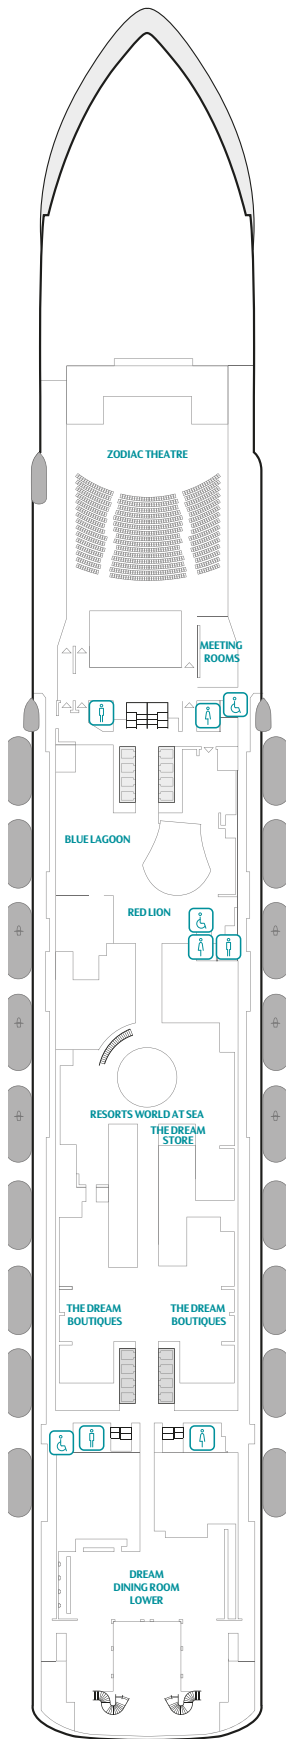 ZODIAC THEATRE
MEETING
ROOMS
BLUE LAGOON
RED LION
RESORTS WORLD AT SEA
THE DREAM
STORE
THE DREAM
BOUTIQUES
THE DREAM
BOUTIQUES
DREAM
DINING ROOM
LOWER